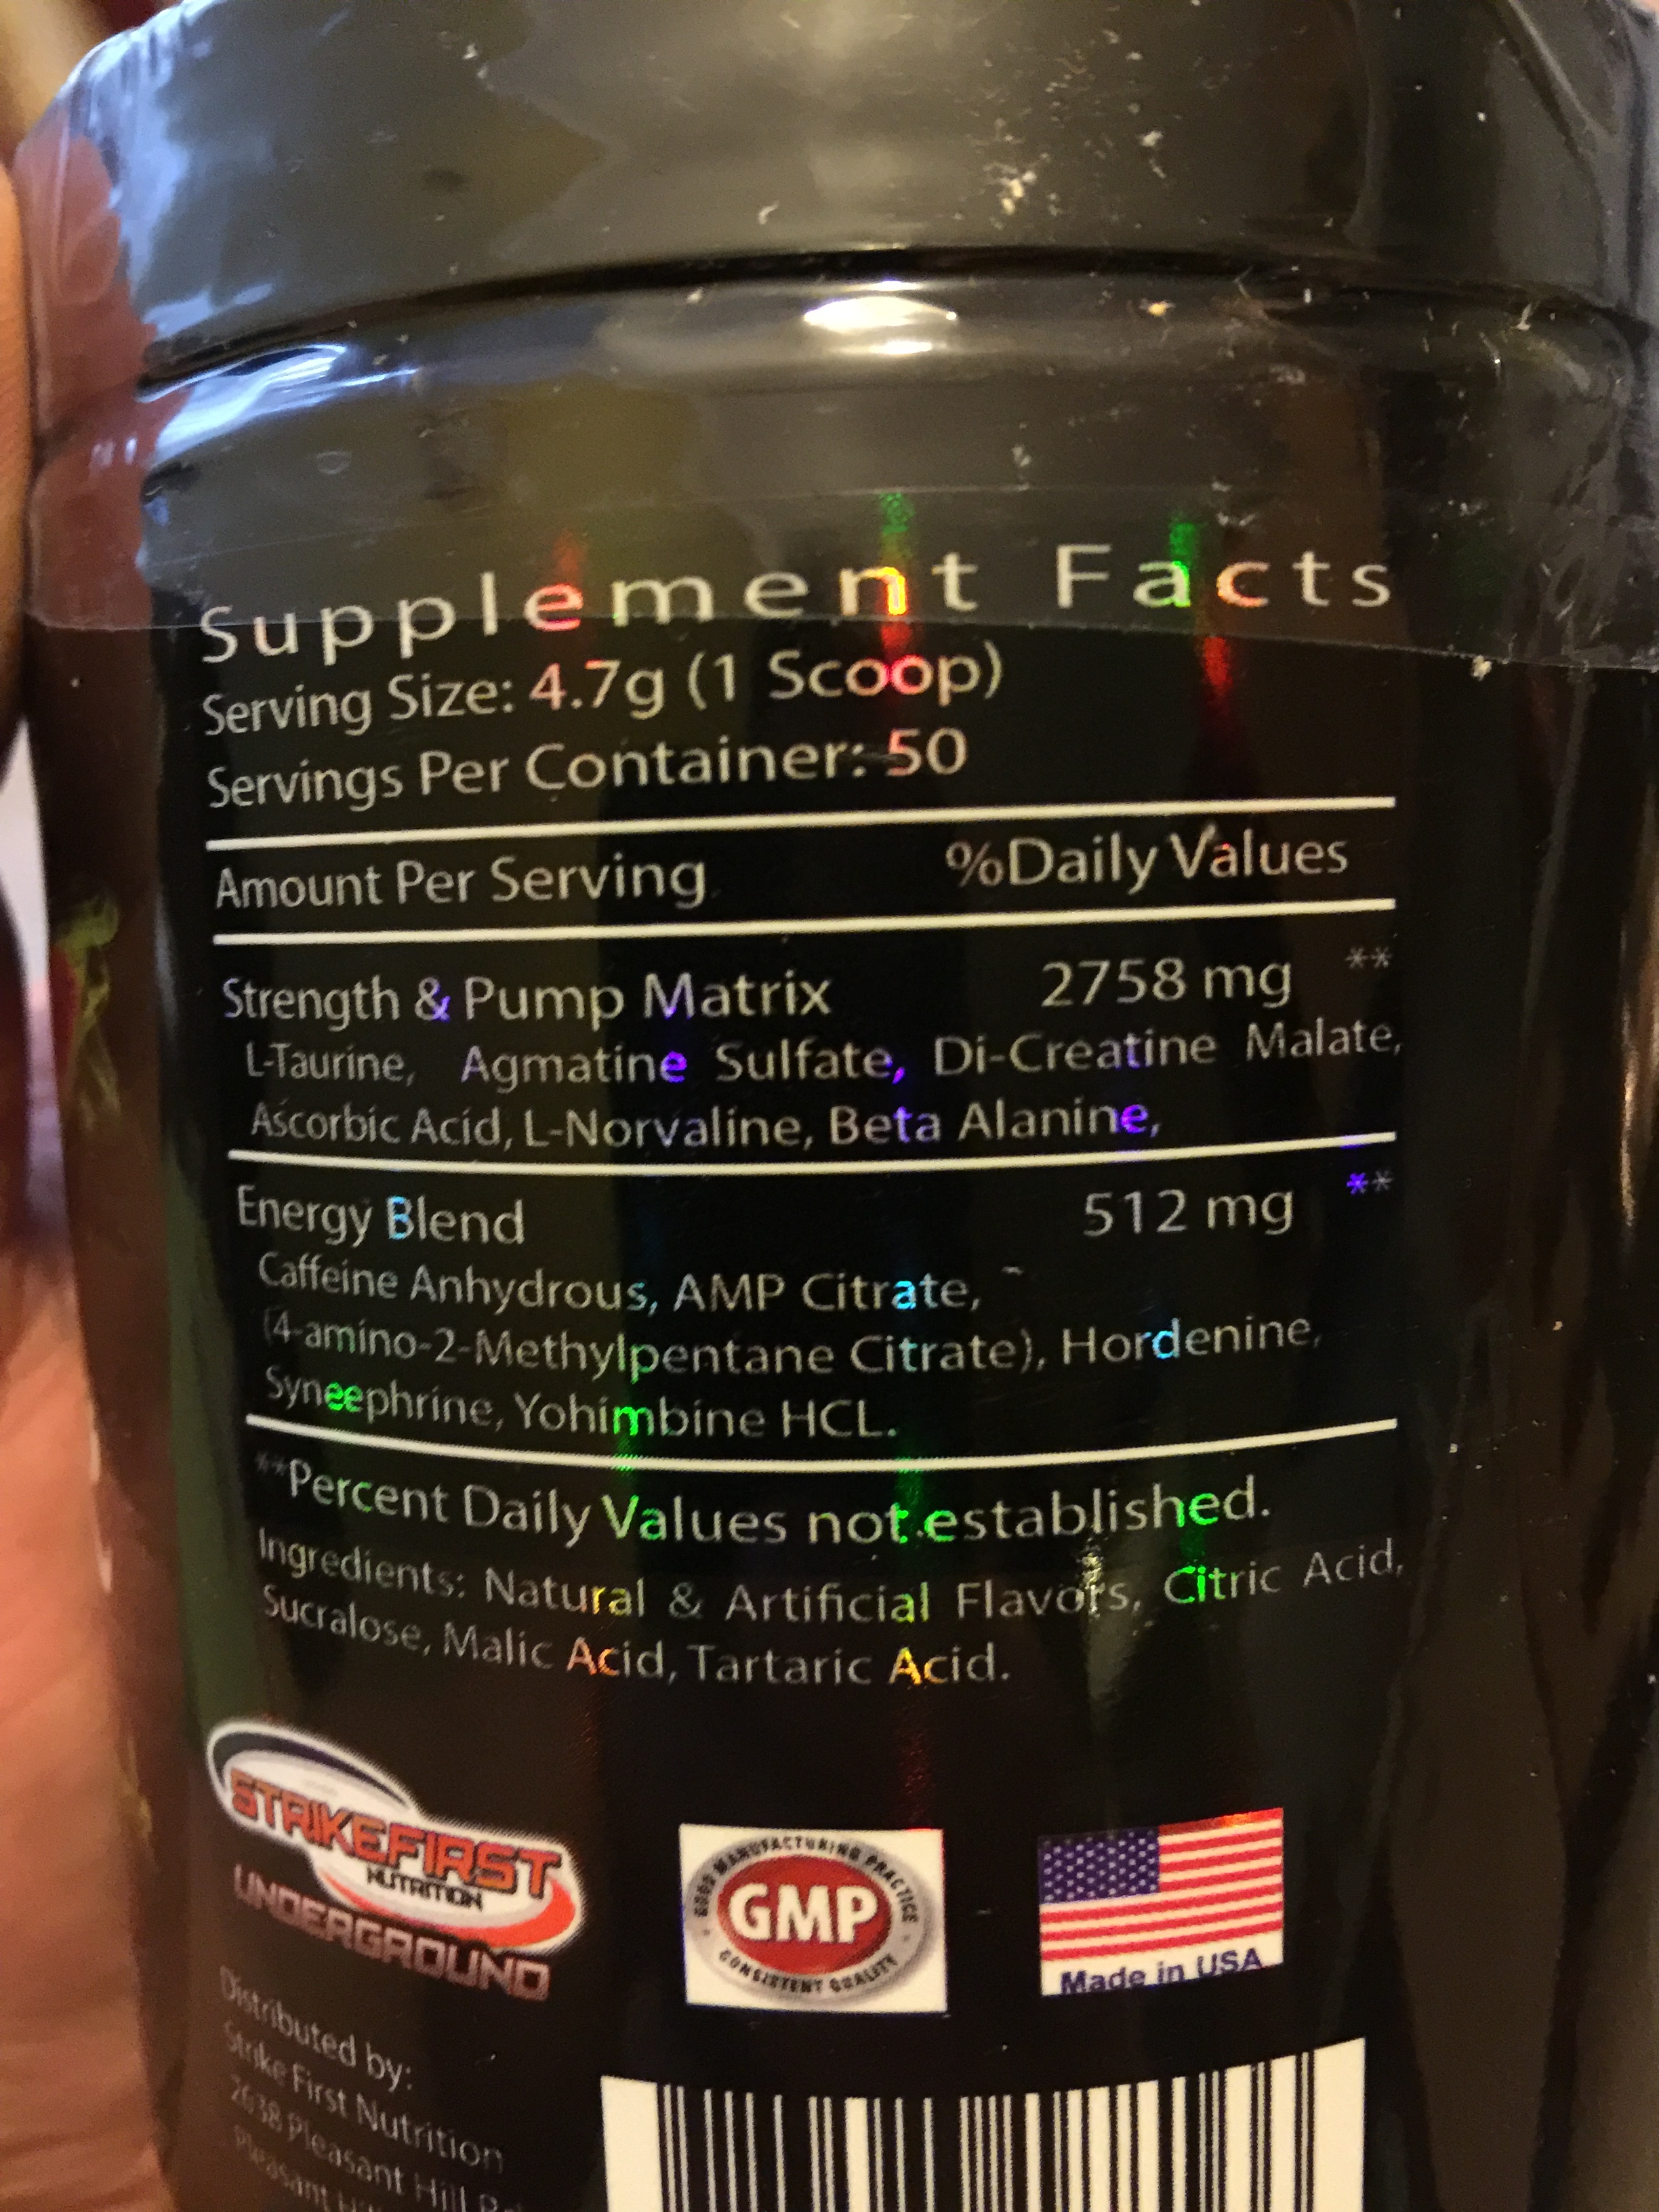 Supplement Facts
Serving Size: 4.7g (1 Scoop)
Servings Per Container: 50
Amount Per Serving %Daily Values
Strength & Pump Matrix 2758 mg **
L-Taurine, Agmatine Sulfate, Di-Creatine Malate,
Ascorbic Acid, L-Norvaline, Beta Alanine,
Energy Blend 512 mg **
Caffeine Anhydrous, AMP Citrate,
(4-amino-2-Methylpentane Citrate), Hordenine,
Syneephrine, Yohimbine HCL.
**Percent Daily Values not established.
Ingredients: Natural & Artificial Flavors, Citric Acid,
Sucralose, Malic Acid, Tartaric Acid.
STRIKEFIRST
NUTRITION
UNDERGROUND
GOOD MANUFACTURING PRACTICE
GMP
CONSISTENT QUALITY
Made in USA
Distributed by:
Strike First Nutrition
2638 Pleasant Hill
Pleasant